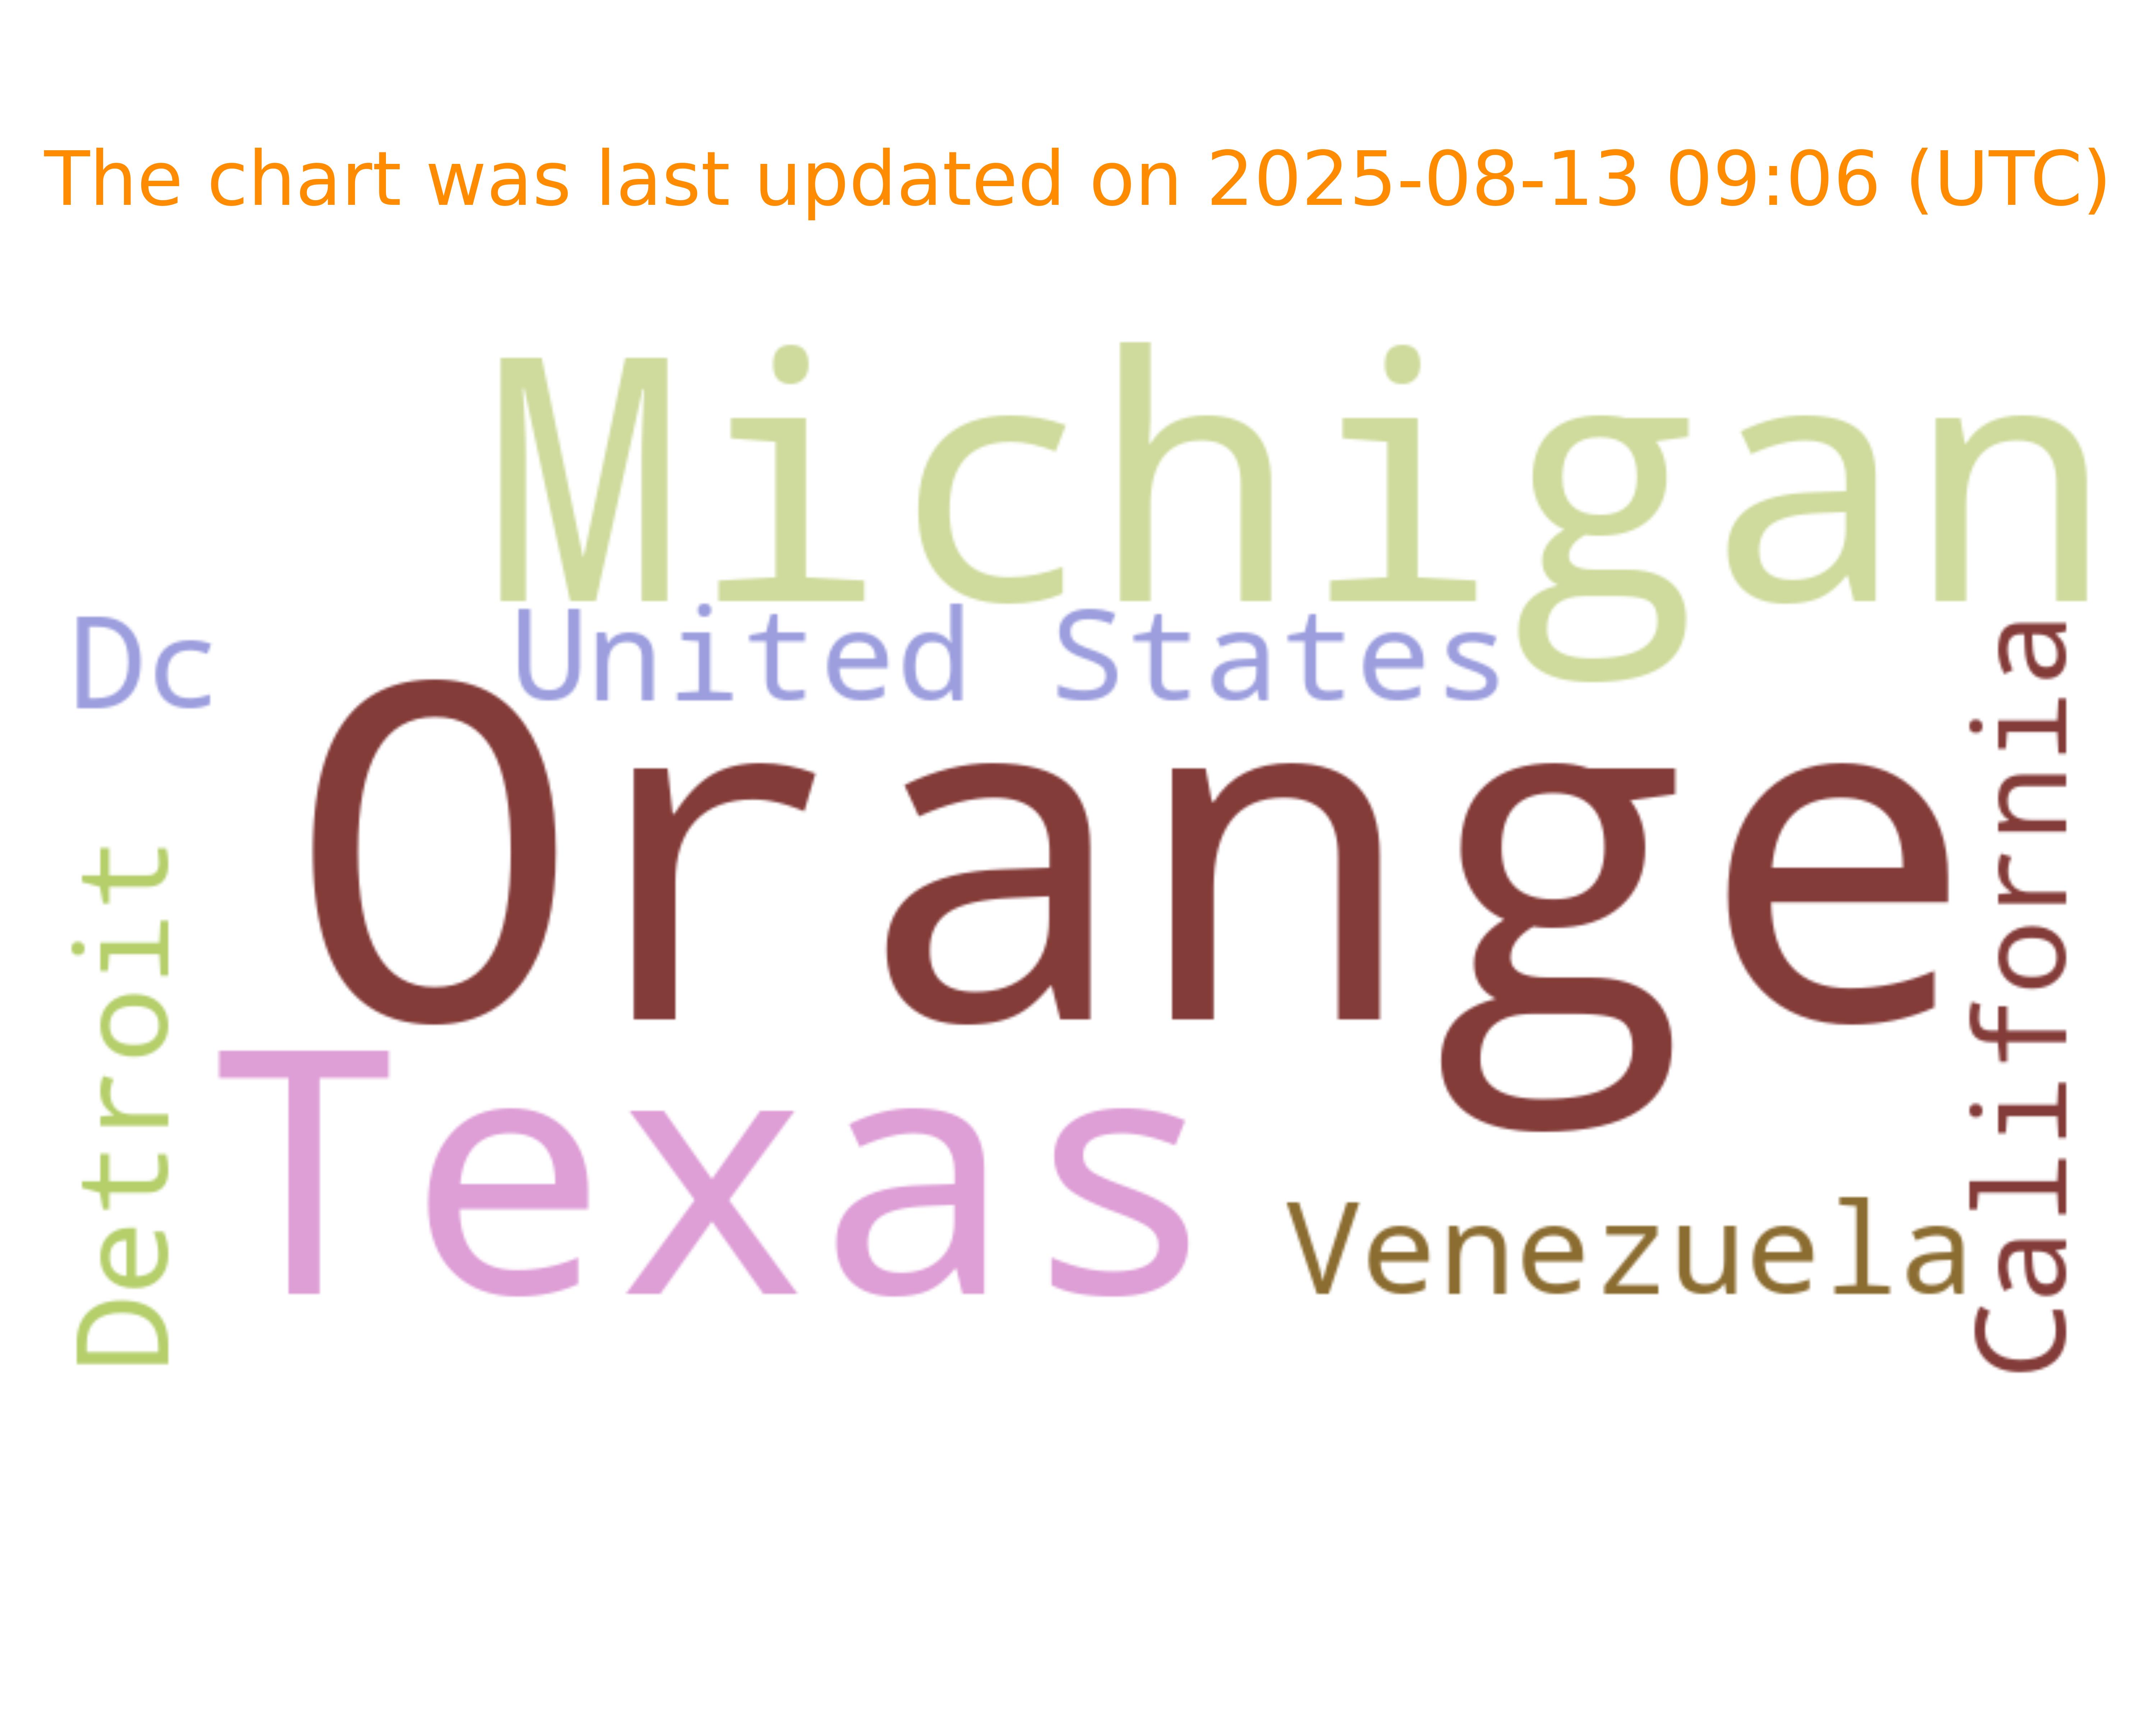 The chart was last updated on 2025-08-13 09:06 (UTC)
Michigan
Dc
United States
Orange
California
Detroit
Texas
Venezuela